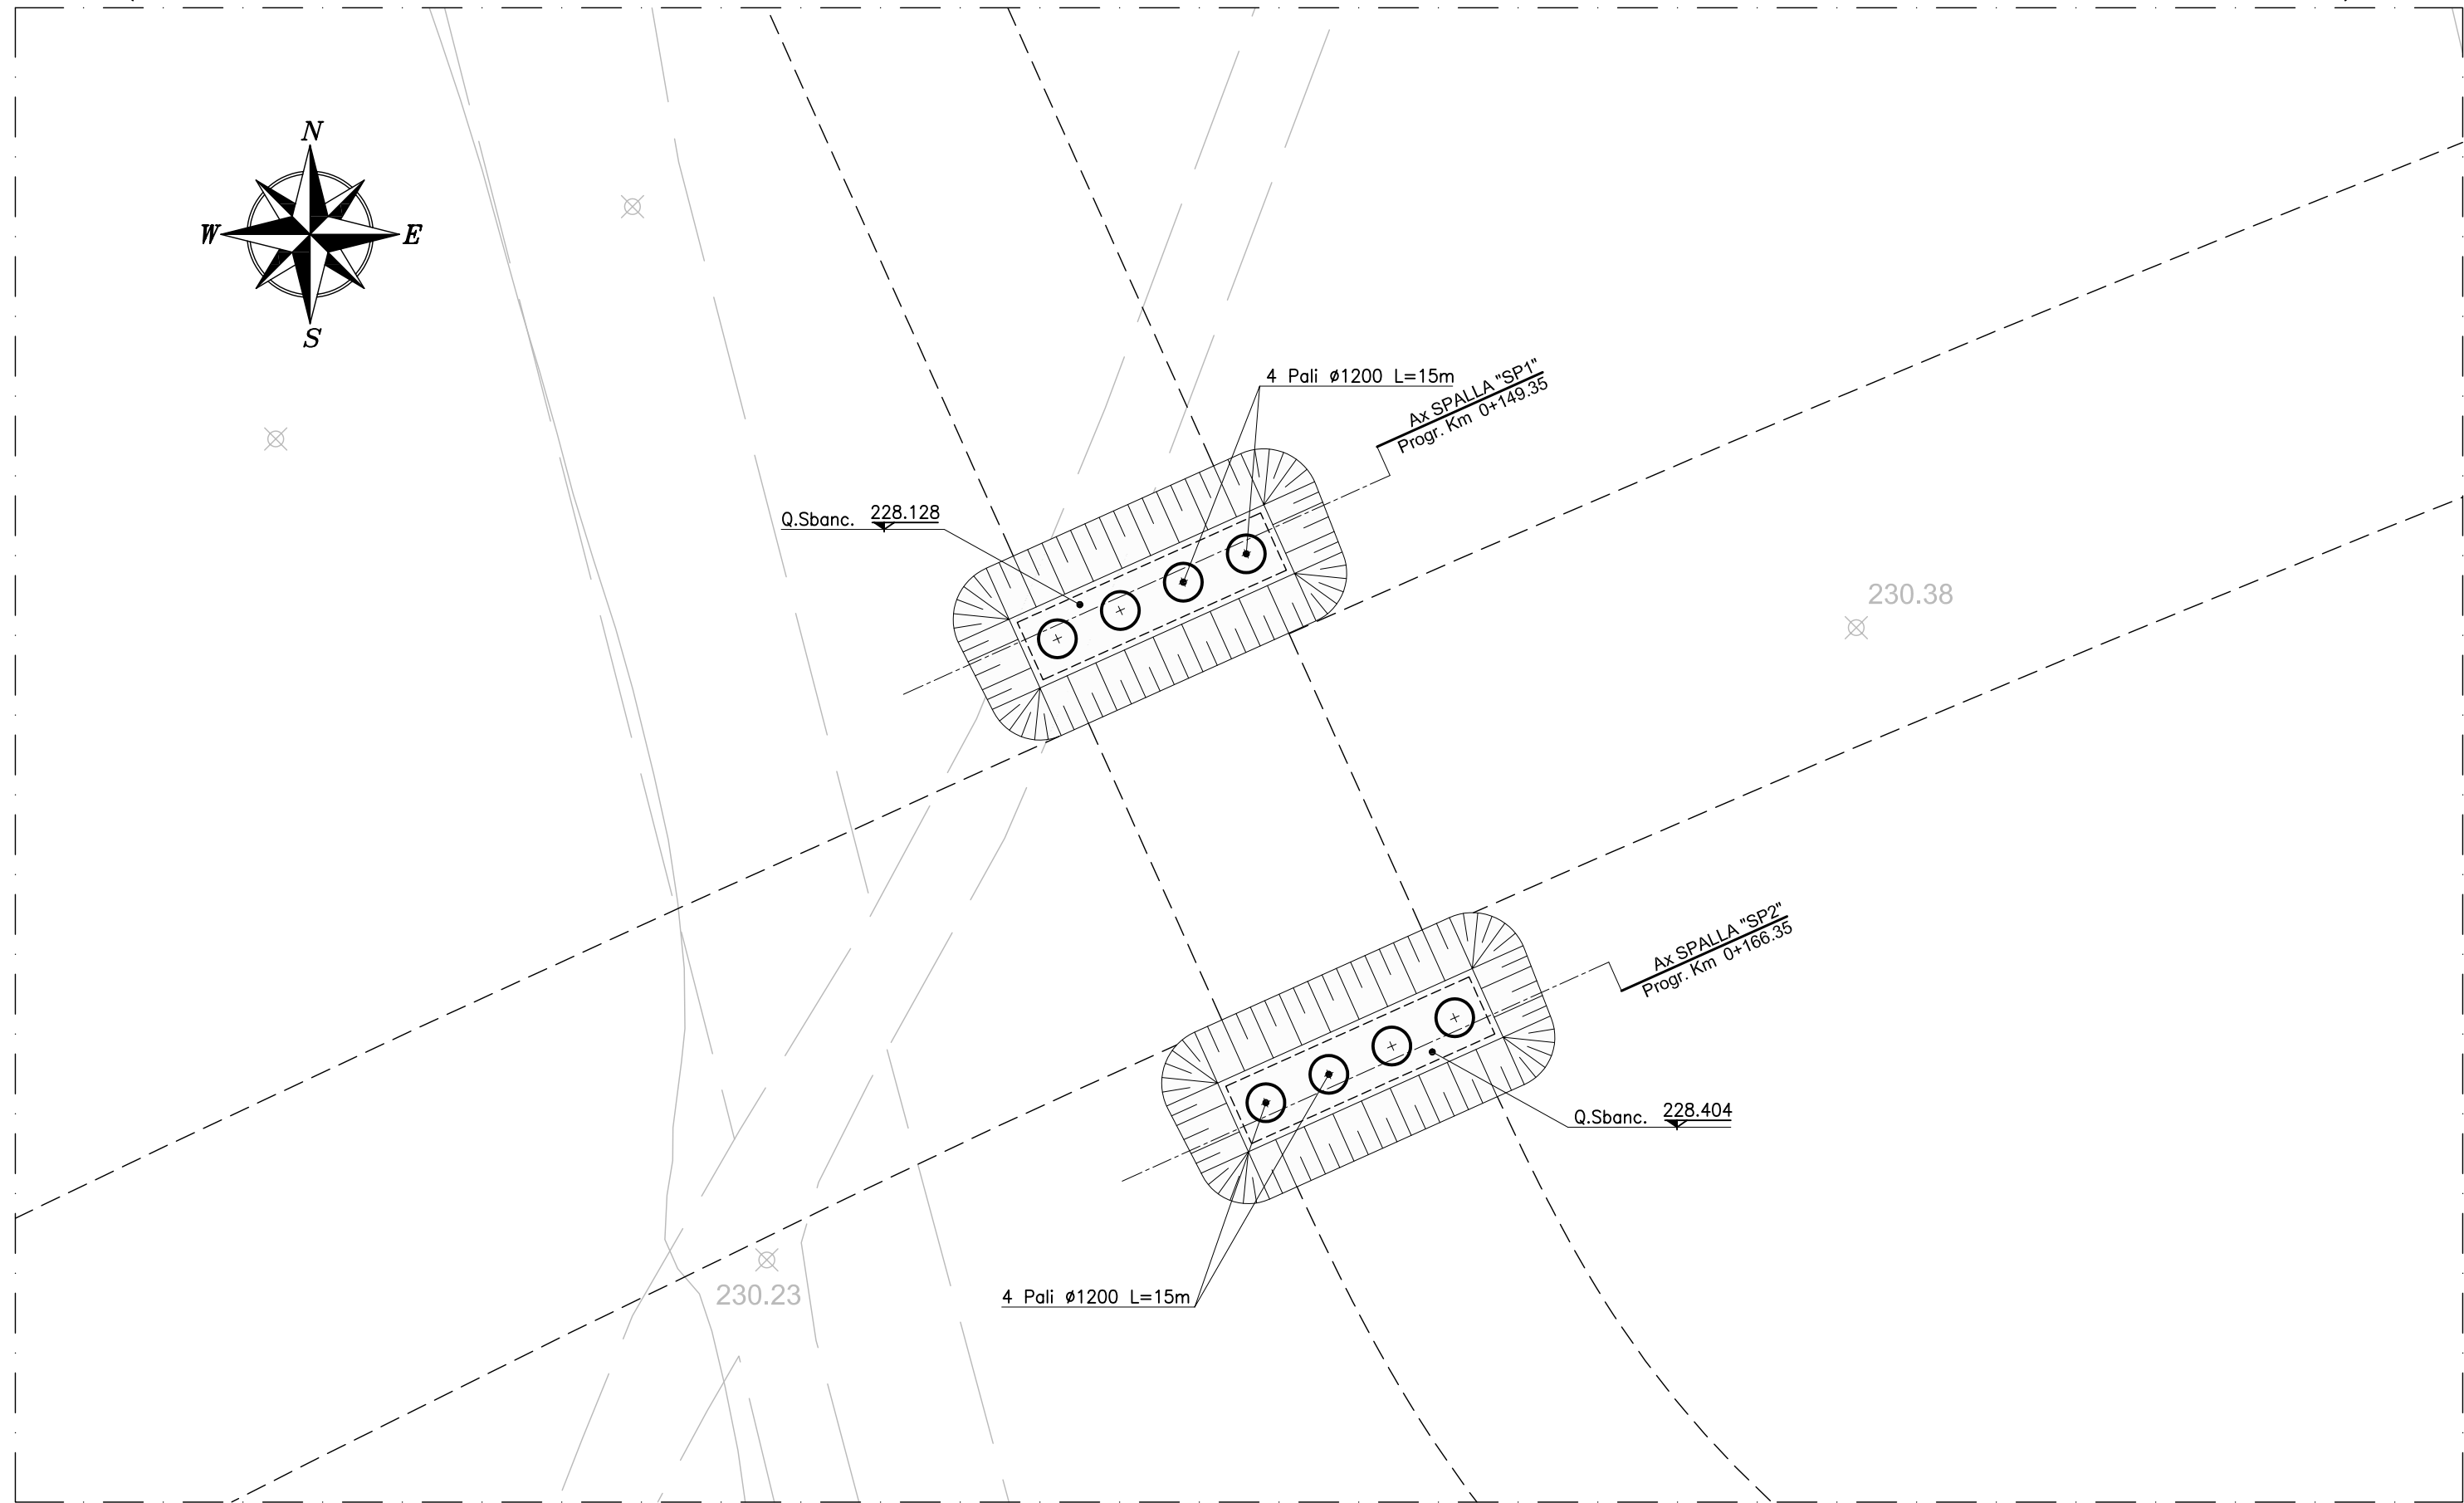 N
W E
S
4 Pali ø1200 L=15m
Ax SPALLA "SP1"
Progr. Km 0+149.35
Q.Sbanc. 228.128
230.38
Ax SPALLA "SP2"
Progr. Km 0+166.35
Q.Sbanc. 228.404
230.23
4 Pali ø1200 L=15m